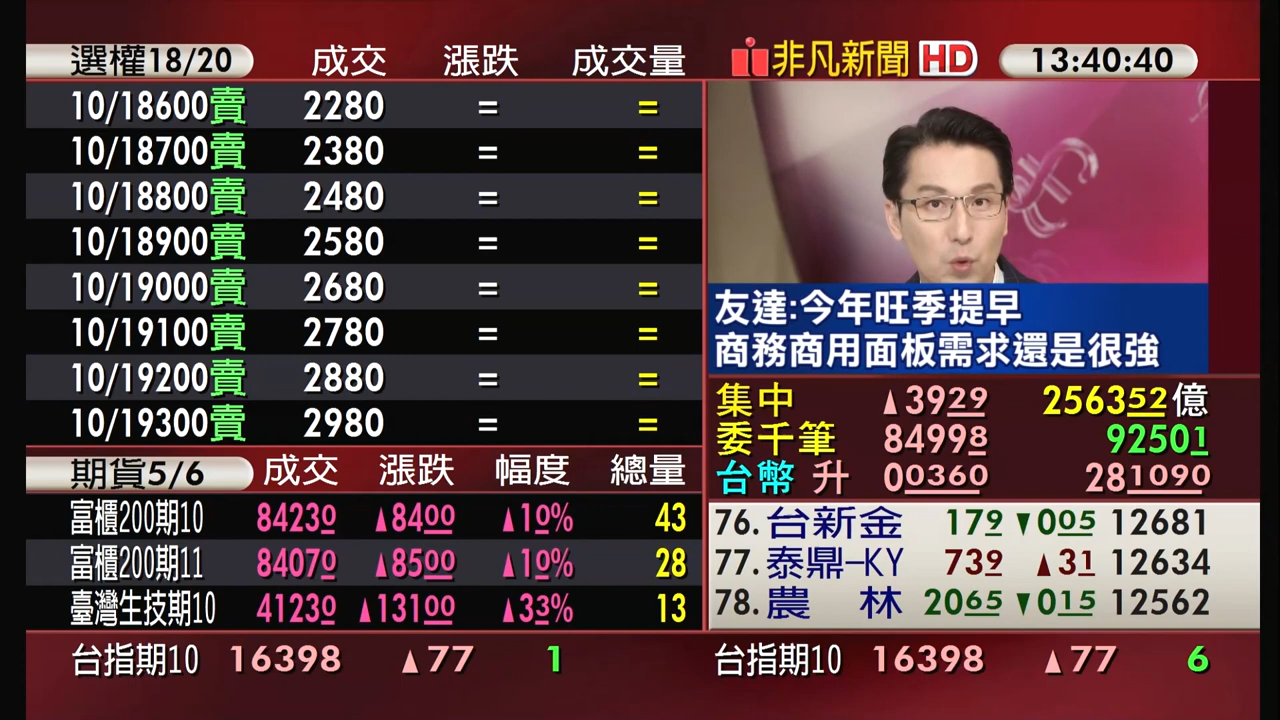 選權18/20 成交 漲跌 成交量
10/18600賣 2280 = =
10/18700賣 2380 = =
10/18800賣 2480 = =
10/18900賣 2580 = =
10/19000賣 2680 = =
10/19100賣 2780 = =
10/19200賣 2880 = =
10/19300賣 2980 = =
期貨5/6 成交 漲跌 幅度 總量
富櫃200期10 84230 ▲8400 ▲10% 43
富櫃200期11 84070 ▲8500 ▲10% 28
臺灣生技期10 41230 ▲13100 ▲33% 13
台指期10 16398 ▲77 1
非凡新聞HD 13:40:40
友達:今年旺季提早
商務商用面板需求還是很強
集中 ▲3929 256352億
委千筆 84998 92501
台幣 升 00360 281090
76.台新金 179 ▼005 12681
77.泰鼎-KY 739 ▲31 12634
78.農 林 2065 ▼015 12562
台指期10 16398 ▲77 6